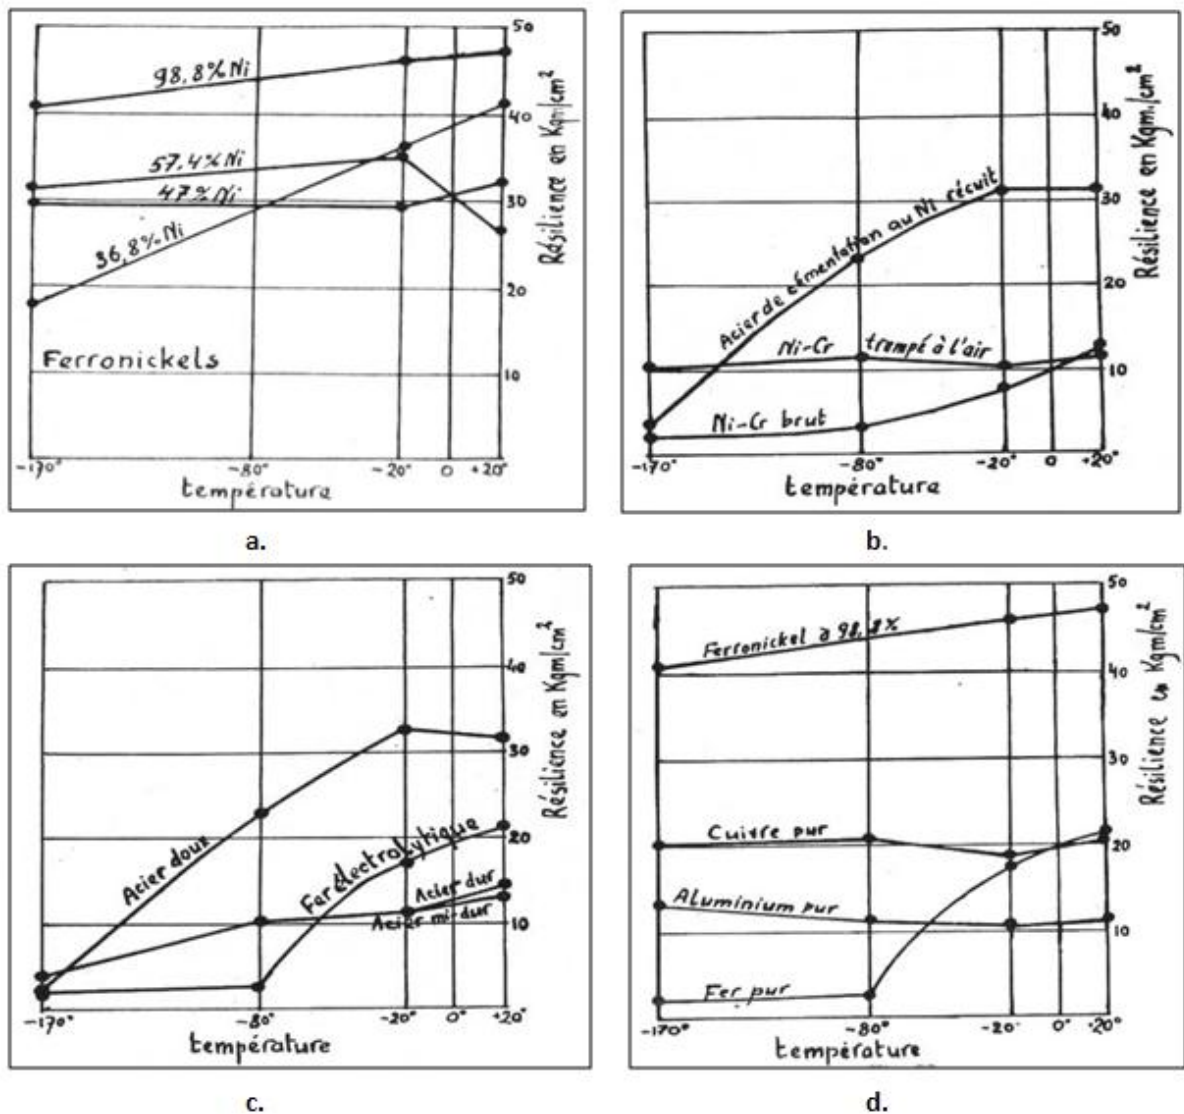 50
98,8% Ni
40
57,4% Ni
47% Ni
30
36,8% Ni
20
Ferronickels
10
-170°
-80°
-20°
0
+20°
température
Résilience en Kgm/cm²
a.
50
40
Acier de cémentation au Ni récuit
30
20
Ni-Cr trempé à l'air
10
Ni-Cr brut
-170°
-80°
-20°
0
+20°
température
Résilience en Kgm/cm²
b.
50
40
30
Acier doux
20
Fer électrolytique
Acier dur
Acier mi-dur
10
-170°
-80°
-20°
0°
+20°
température
Résilience en Kgm/cm²
c.
50
Ferronickel à 98,8%
40
30
Cuivre pur
20
Aluminium pur
10
Fer pur
-170°
-80°
-20°
0°
+20°
température
Résilience en Kgm/cm²
d.